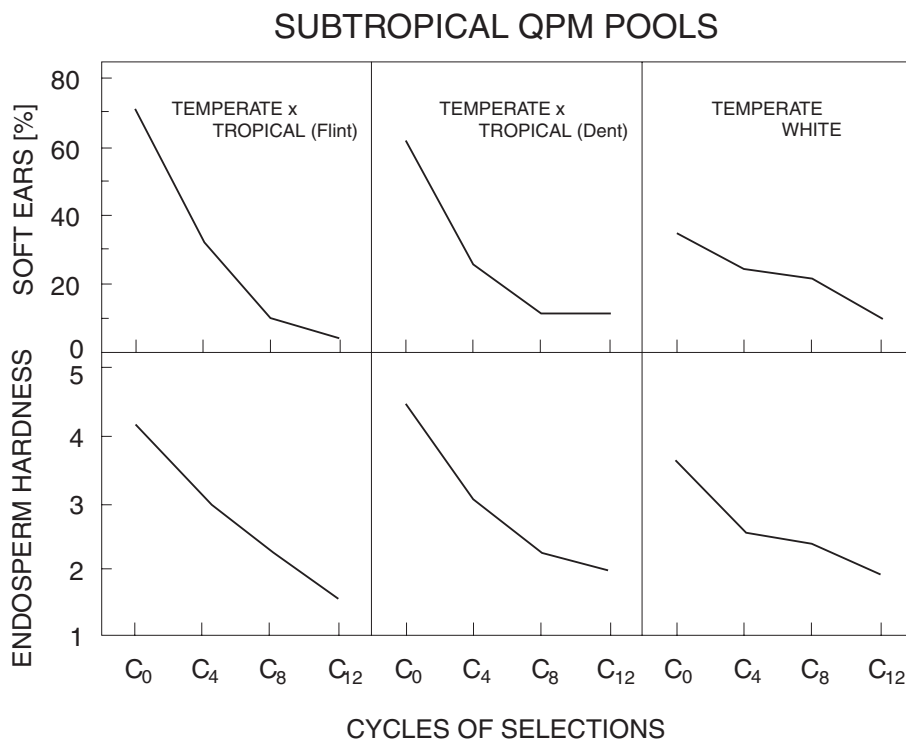 SUBTROPICAL QPM POOLS
SOFT EARS [%]
80
60
40
20
0
TEMPERATE x
TROPICAL (Flint)
TEMPERATE x
TROPICAL (Dent)
TEMPERATE
WHITE
ENDOSPERM HARDNESS
5
4
3
2
1
C0 C4 C8 C12 C0 C4 C8 C12 C0 C4 C8 C12
CYCLES OF SELECTIONS